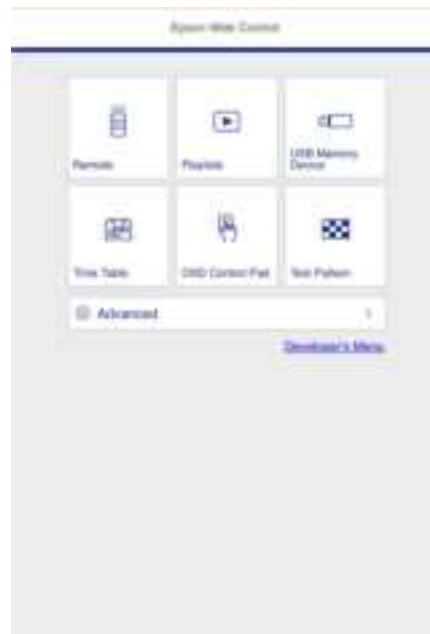 Epson Web Control
Remote
Playlists
USB Memory
Device
Time Table
OSD Control Pad
Test Pattern
Advanced
Developer's Menu